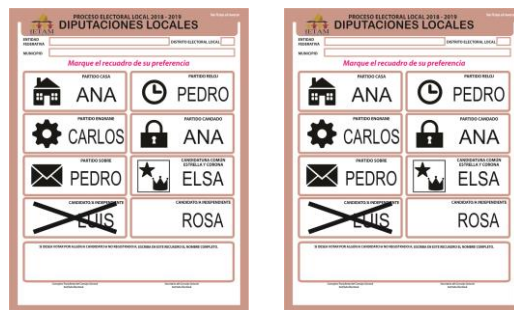 PROCESO ELECTORAL LOCAL 2018 - 2019
DIPUTACIONES LOCALES
IETAM
ENTIDAD FEDERATIVA
DISTRITO ELECTORAL LOCAL
MUNICIPIO
Marque el recuadro de su preferencia
PARTIDO CASA
ANA
PARTIDO RELOJ
PEDRO
PARTIDO ENGRANE
CARLOS
PARTIDO CANDADO
ANA
PARTIDO SOBRE
PEDRO
CANDIDATURA COMÚN
ESTRELLA Y CORONA
ELSA
CANDIDATO/A INDEPENDIENTE
LUIS
CANDIDATO/A INDEPENDIENTE
ROSA
PROCESO ELECTORAL LOCAL 2018 - 2019
DIPUTACIONES LOCALES
IETAM
ENTIDAD FEDERATIVA
DISTRITO ELECTORAL LOCAL
MUNICIPIO
Marque el recuadro de su preferencia
PARTIDO CASA
ANA
PARTIDO RELOJ
PEDRO
PARTIDO ENGRANE
CARLOS
PARTIDO CANDADO
ANA
PARTIDO SOBRE
PEDRO
CANDIDATURA COMÚN
ESTRELLA Y CORONA
ELSA
CANDIDATO/A INDEPENDIENTE
LUIS
CANDIDATO/A INDEPENDIENTE
ROSA